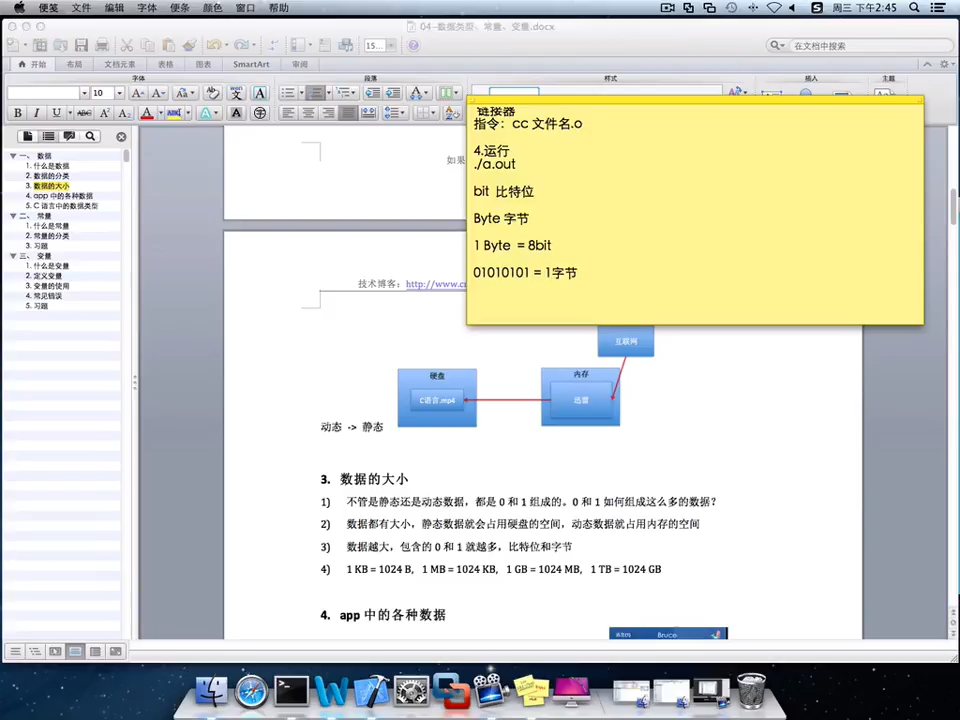 便笺 文件 编辑 字体 便条 颜色 窗口 帮助
周三 下午2:45
04-数据类型、常量、变量.docx
15...
在文档中搜索
开始 布局 文档元素 表格 图表 SmartArt 审阅
字体 段落 样式 插入 主题
10
B I U ABC A² A₂
一、 数据
1. 什么是数据
2. 数据的分类
3. 数据的大小
4. app 中的各种数据
5. C 语言中的数据类型
二、 常量
1. 什么是常量
2. 常量的分类
3. 习题
三、 变量
1. 什么是变量
2. 定义变量
3. 变量的使用
4. 常见错误
5. 习题
链接器
指令：cc 文件名.o
4.运行
./a.out
bit 比特位
Byte 字节
1 Byte = 8bit
01010101 = 1字节
如果
技术博客：http://www.c
互联网
硬盘
C语言.mp4
内存
迅雷
动态 -> 静态
3. 数据的大小
1) 不管是静态还是动态数据，都是 0 和 1 组成的。0 和 1 如何组成这么多的数据？
2) 数据都有大小，静态数据就会占用硬盘的空间，动态数据就占用内存的空间
3) 数据越大，包含的 0 和 1 就越多，比特位和字节
4) 1 KB = 1024 B， 1 MB = 1024 KB， 1 GB = 1024 MB， 1 TB = 1024 GB
4. app 中的各种数据
Bruce